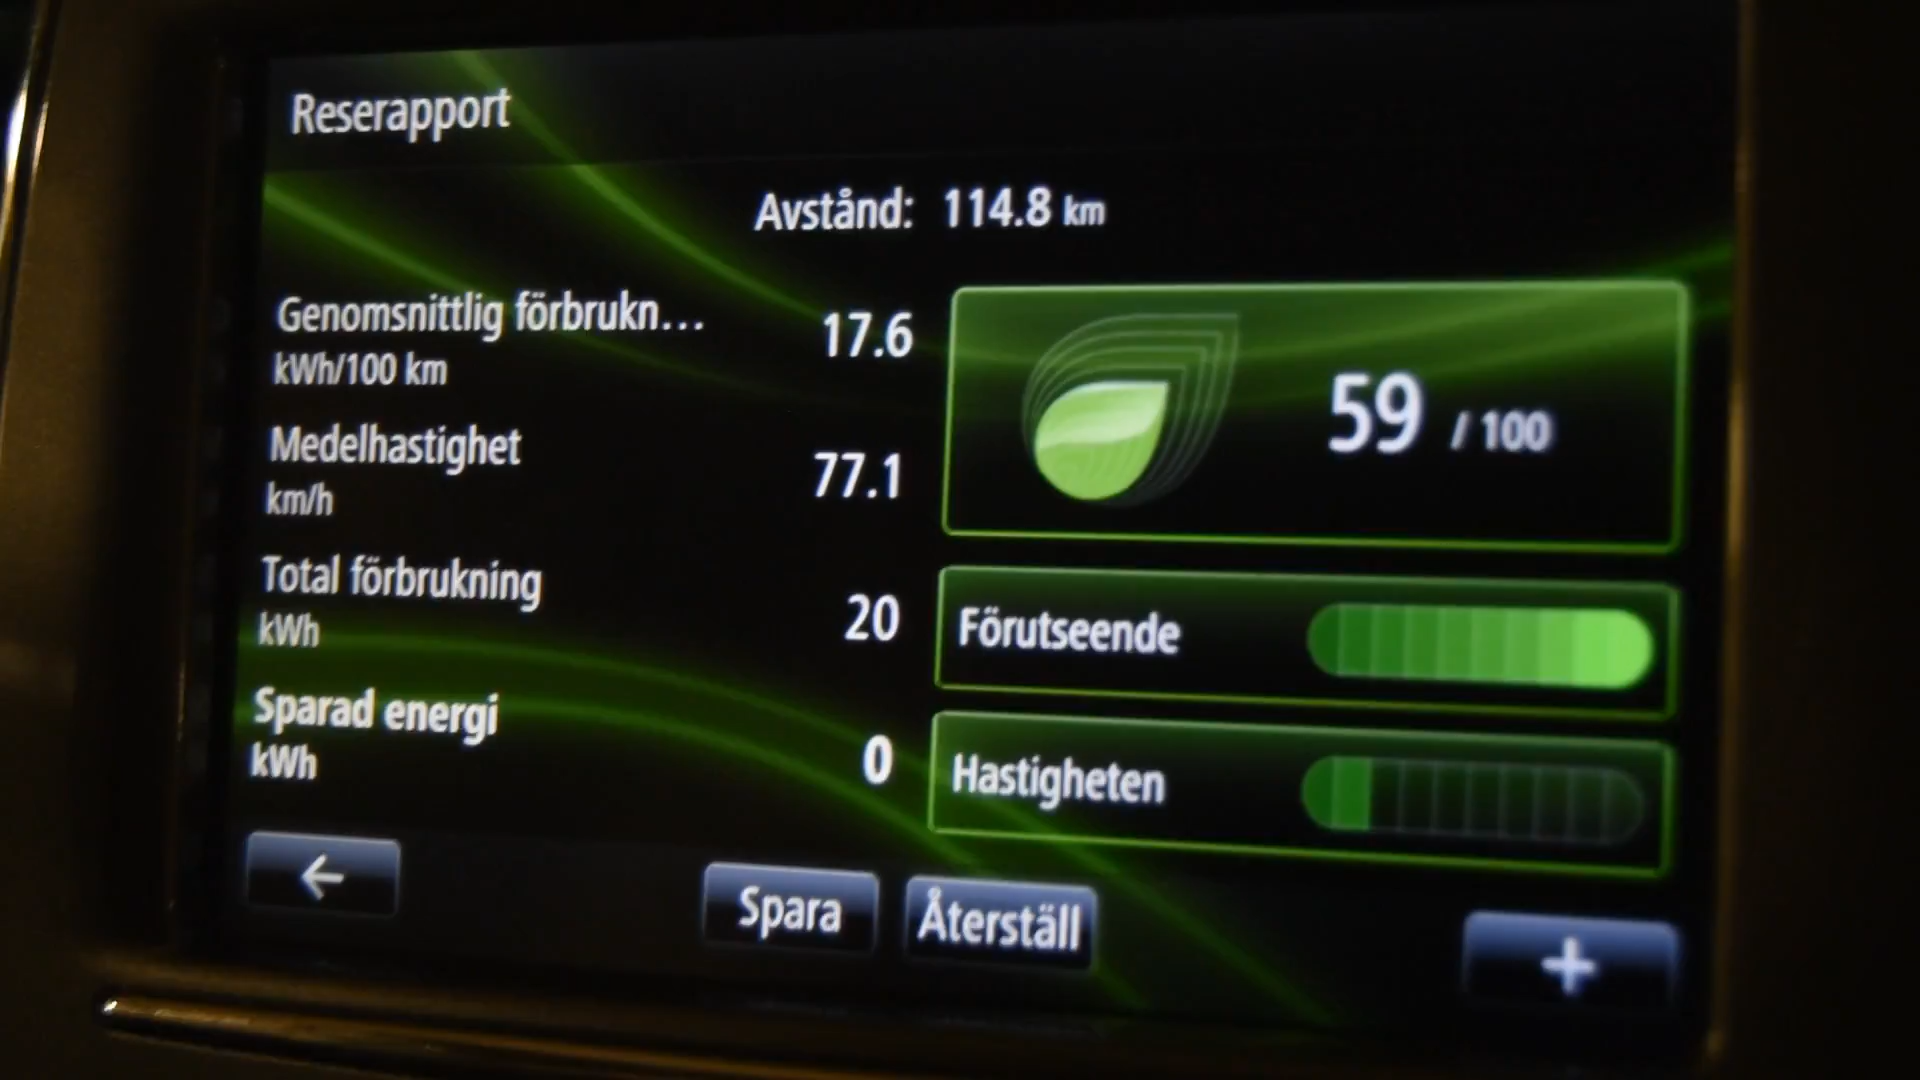 Reserapport
Avstånd: 114.8 km
Genomsnittlig förbrukn... 17.6
kWh/100 km
Medelhastighet 77.1
km/h
Total förbrukning 20
kWh
Sparad energi 0
kWh
59 / 100
Förutseende
Hastigheten
Spara
Återställ